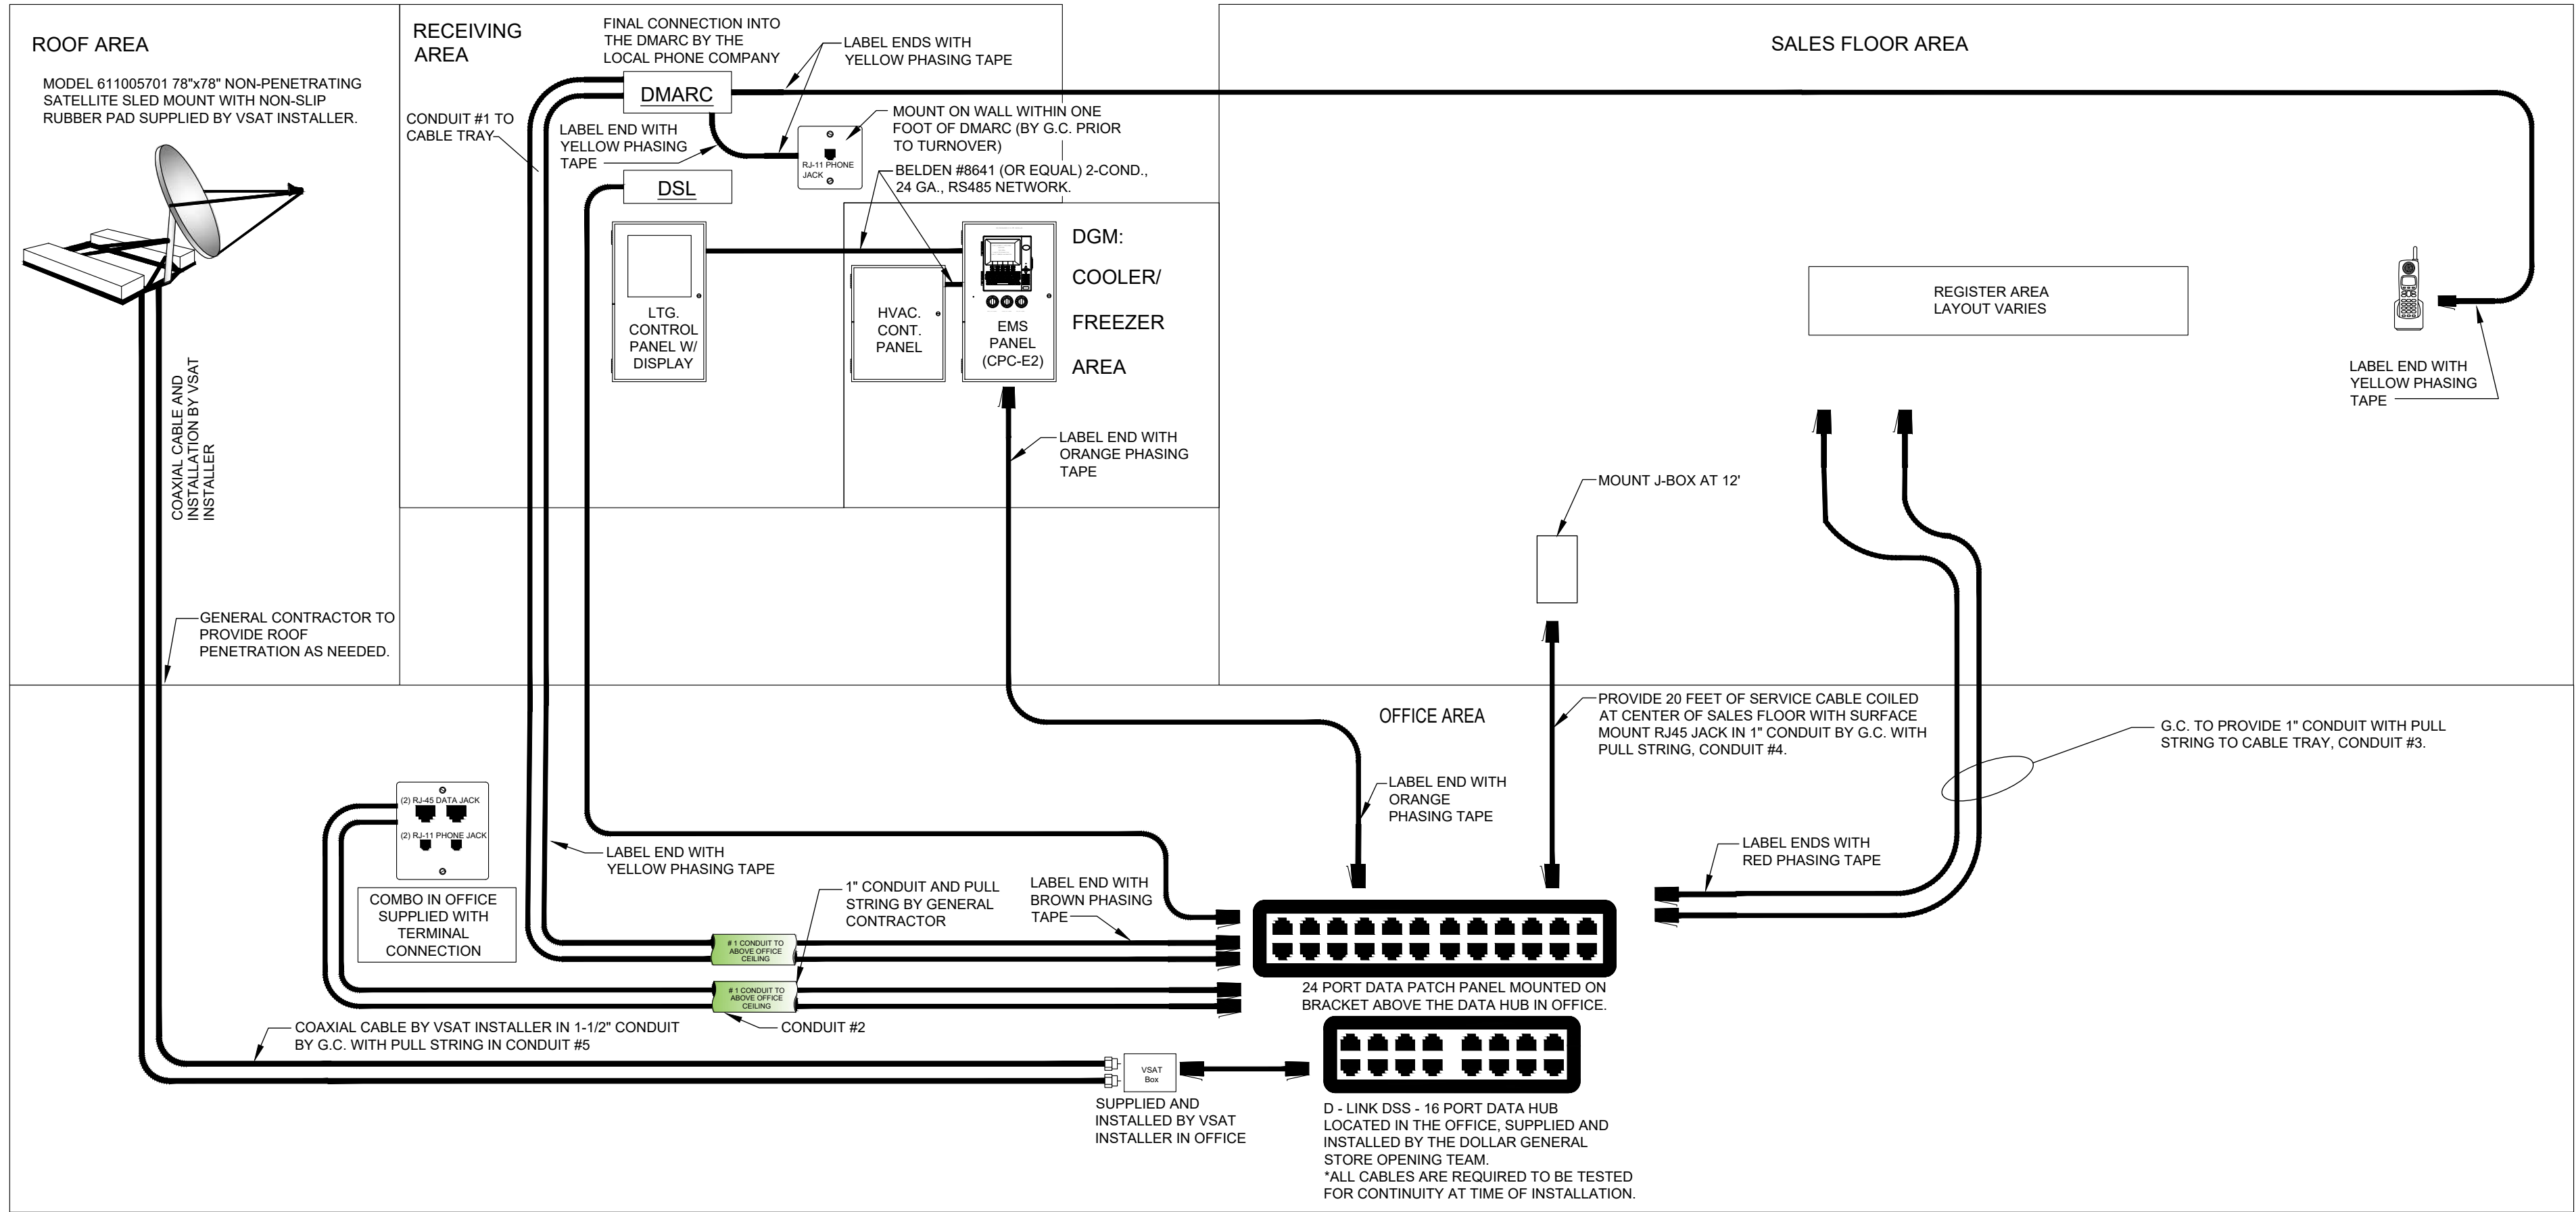 ROOF AREA
MODEL 611005701 78"x78" NON-PENETRATING
SATELLITE SLED MOUNT WITH NON-SLIP
RUBBER PAD SUPPLIED BY VSAT INSTALLER.
COAXIAL CABLE AND
INSTALLATION BY VSAT
INSTALLER
GENERAL CONTRACTOR TO
PROVIDE ROOF
PENETRATION AS NEEDED.
RECEIVING
AREA
FINAL CONNECTION INTO
THE DMARC BY THE
LOCAL PHONE COMPANY
LABEL ENDS WITH
YELLOW PHASING TAPE
DMARC
CONDUIT #1 TO
CABLE TRAY
LABEL END WITH
YELLOW PHASING
TAPE
RJ-11 PHONE
JACK
MOUNT ON WALL WITHIN ONE
FOOT OF DMARC (BY G.C. PRIOR
TO TURNOVER)
BELDEN #8641 (OR EQUAL) 2-COND.,
24 GA., RS485 NETWORK.
DSL
LTG.
CONTROL
PANEL W/
DISPLAY
HVAC.
CONT.
PANEL
EMS
PANEL
(CPC-E2)
DGM:
COOLER/
FREEZER
AREA
LABEL END WITH
ORANGE PHASING
TAPE
SALES FLOOR AREA
REGISTER AREA
LAYOUT VARIES
LABEL END WITH
YELLOW PHASING
TAPE
MOUNT J-BOX AT 12'
OFFICE AREA
PROVIDE 20 FEET OF SERVICE CABLE COILED
AT CENTER OF SALES FLOOR WITH SURFACE
MOUNT RJ45 JACK IN 1" CONDUIT BY G.C. WITH
PULL STRING, CONDUIT #4.
G.C. TO PROVIDE 1" CONDUIT WITH PULL
STRING TO CABLE TRAY, CONDUIT #3.
LABEL END WITH
ORANGE
PHASING TAPE
LABEL ENDS WITH
RED PHASING TAPE
(2) RJ-45 DATA JACK
(2) RJ-11 PHONE JACK
COMBO IN OFFICE
SUPPLIED WITH
TERMINAL
CONNECTION
LABEL END WITH
YELLOW PHASING TAPE
1" CONDUIT AND PULL
STRING BY GENERAL
CONTRACTOR
LABEL END WITH
BROWN PHASING
TAPE
# 1 CONDUIT TO
ABOVE OFFICE
CEILING
# 1 CONDUIT TO
ABOVE OFFICE
CEILING
CONDUIT #2
24 PORT DATA PATCH PANEL MOUNTED ON
BRACKET ABOVE THE DATA HUB IN OFFICE.
COAXIAL CABLE BY VSAT INSTALLER IN 1-1/2" CONDUIT
BY G.C. WITH PULL STRING IN CONDUIT #5
VSAT
Box
SUPPLIED AND
INSTALLED BY VSAT
INSTALLER IN OFFICE
D - LINK DSS - 16 PORT DATA HUB
LOCATED IN THE OFFICE, SUPPLIED AND
INSTALLED BY THE DOLLAR GENERAL
STORE OPENING TEAM.
*ALL CABLES ARE REQUIRED TO BE TESTED
FOR CONTINUITY AT TIME OF INSTALLATION.